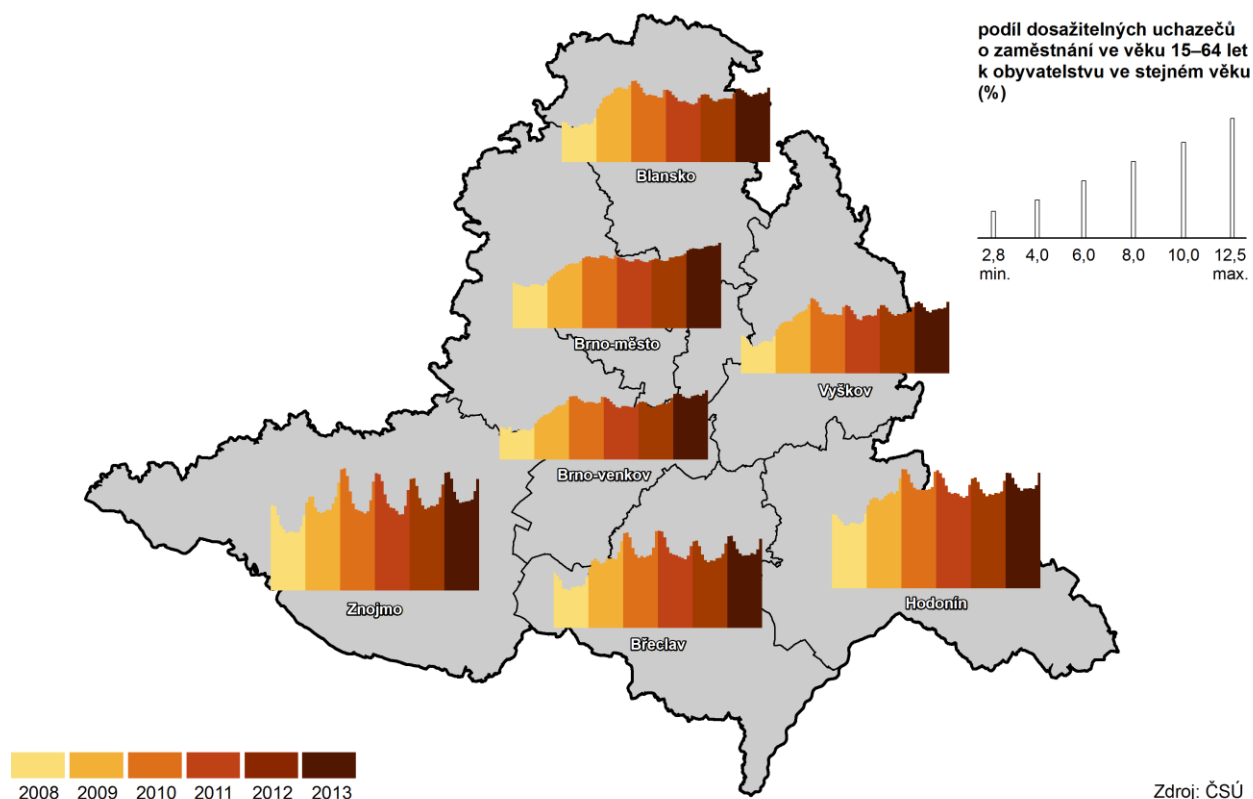 podíl dosažitelných uchazečů
o zaměstnání ve věku 15–64 let
k obyvatelstvu ve stejném věku
(%)
2,8 4,0 6,0 8,0 10,0 12,5
min. max.
Blansko
Brno-město
Vyškov
Brno-venkov
Znojmo
Hodonín
Břeclav
2008 2009 2010 2011 2012 2013
Zdroj: ČSÚ